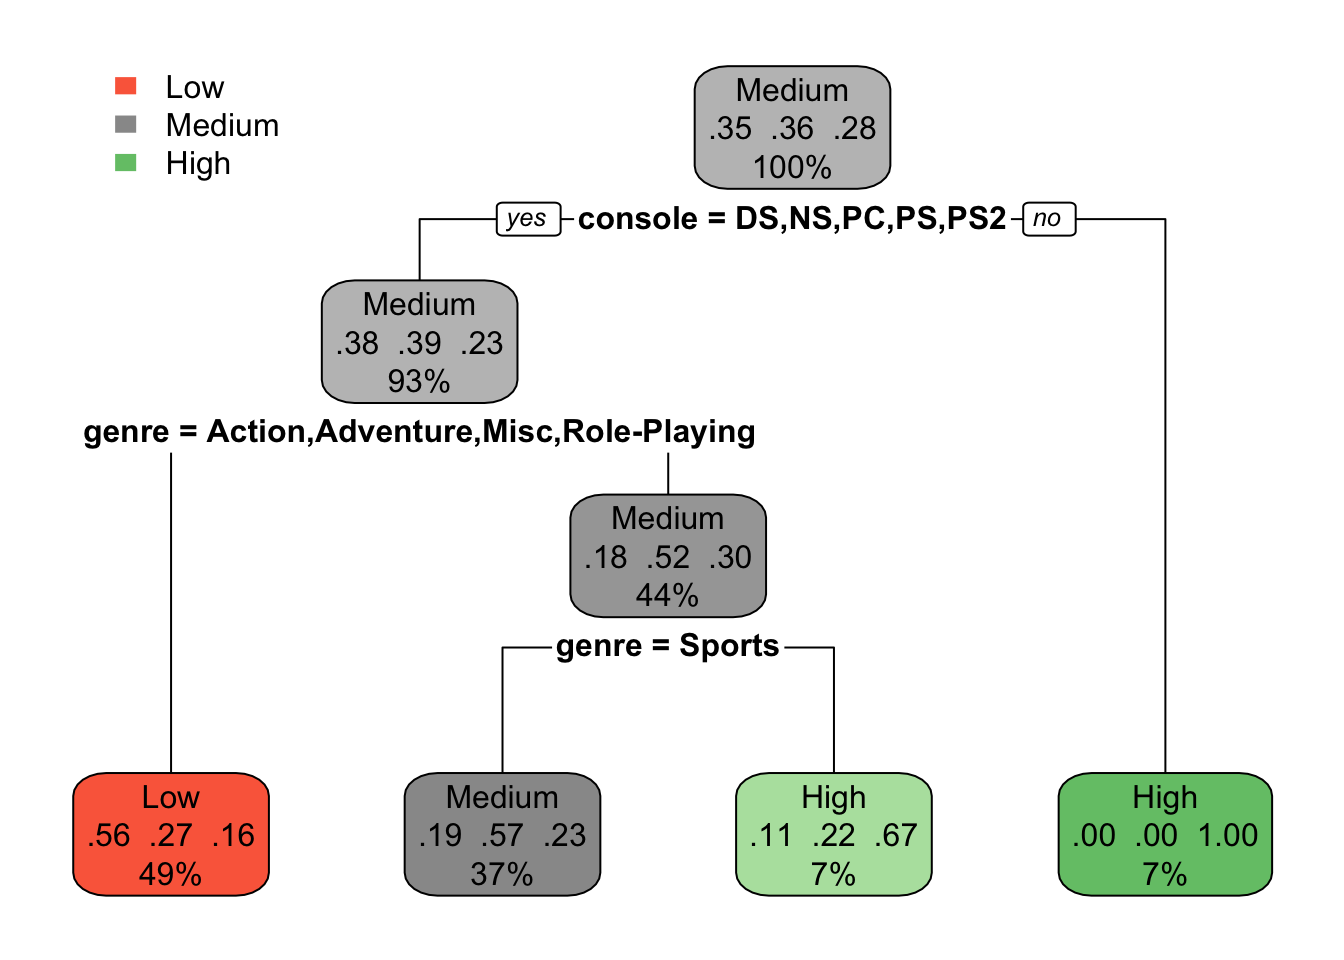 Low
Medium
High
Medium
.35 .36 .28
100%
yes
console = DS,NS,PC,PS,PS2
no
Medium
.38 .39 .23
93%
genre = Action,Adventure,Misc,Role-Playing
Medium
.18 .52 .30
44%
genre = Sports
Low
.56 .27 .16
49%
Medium
.19 .57 .23
37%
High
.11 .22 .67
7%
High
.00 .00 1.00
7%